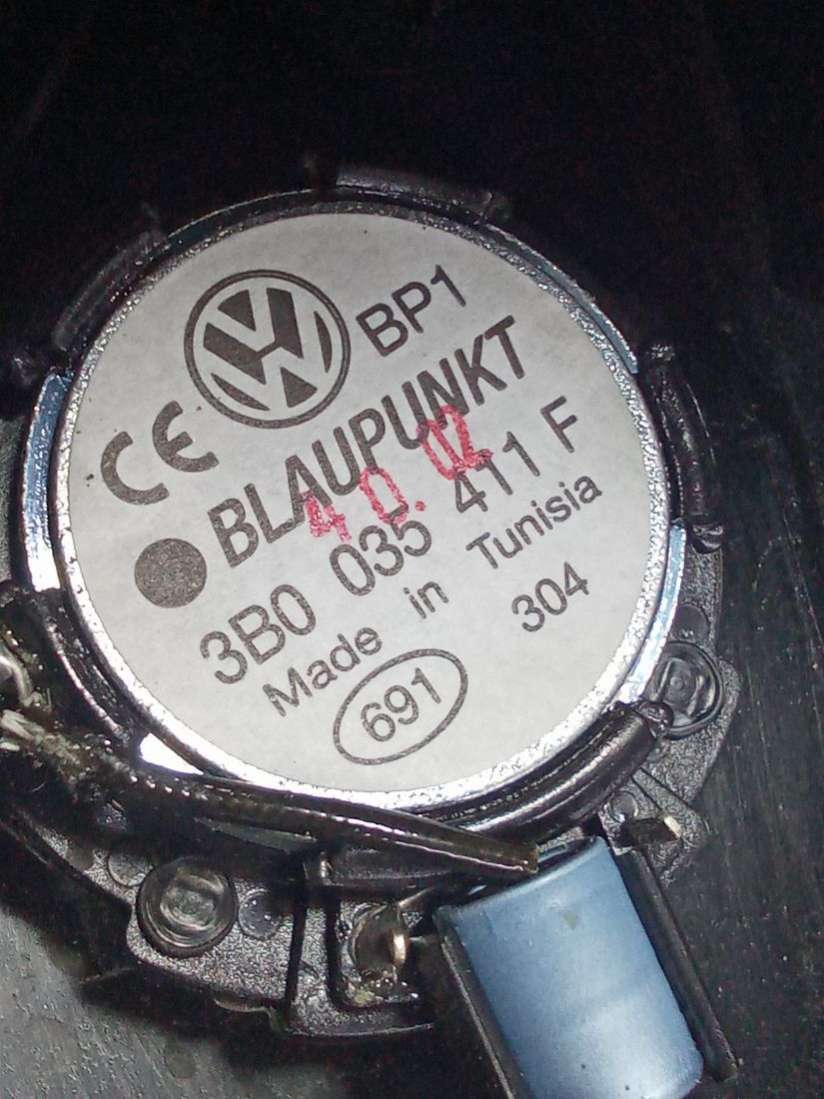 BP1
CE
BLAUPUNKT
40.02
3B0 035 411 F
Made in Tunisia
691
304